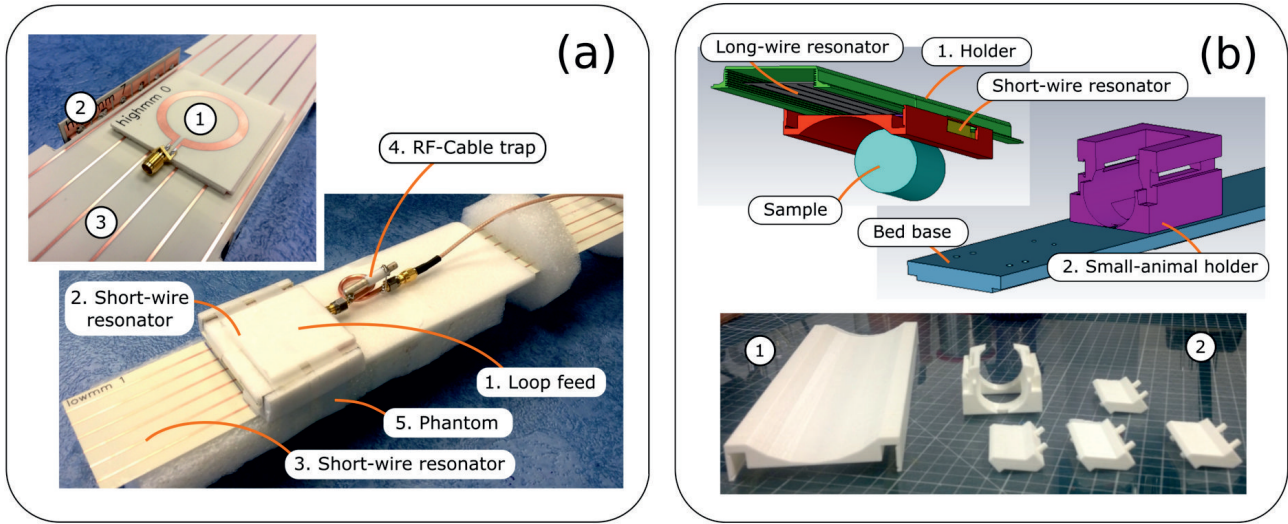 (a)
2
highmm 0
1
3
4. RF-Cable trap
2. Short-wire
resonator
1. Loop feed
5. Phantom
lowmm 1
3. Short-wire resonator
(b)
Long-wire resonator
1. Holder
Short-wire resonator
Sample
Bed base
2. Small-animal holder
1
2